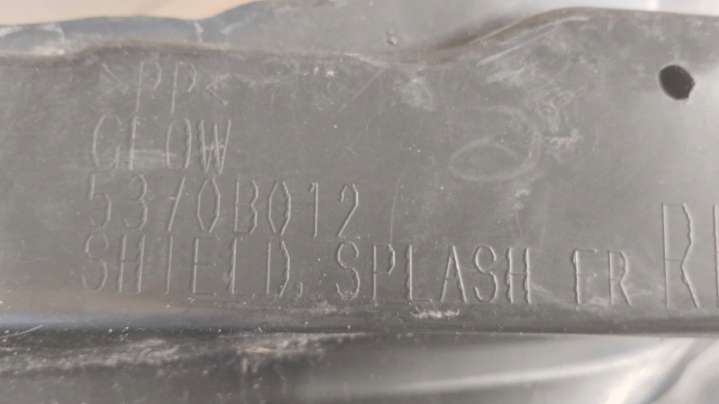 >PP<
GLOW
5370B012
SHIELD, SPLASH FR